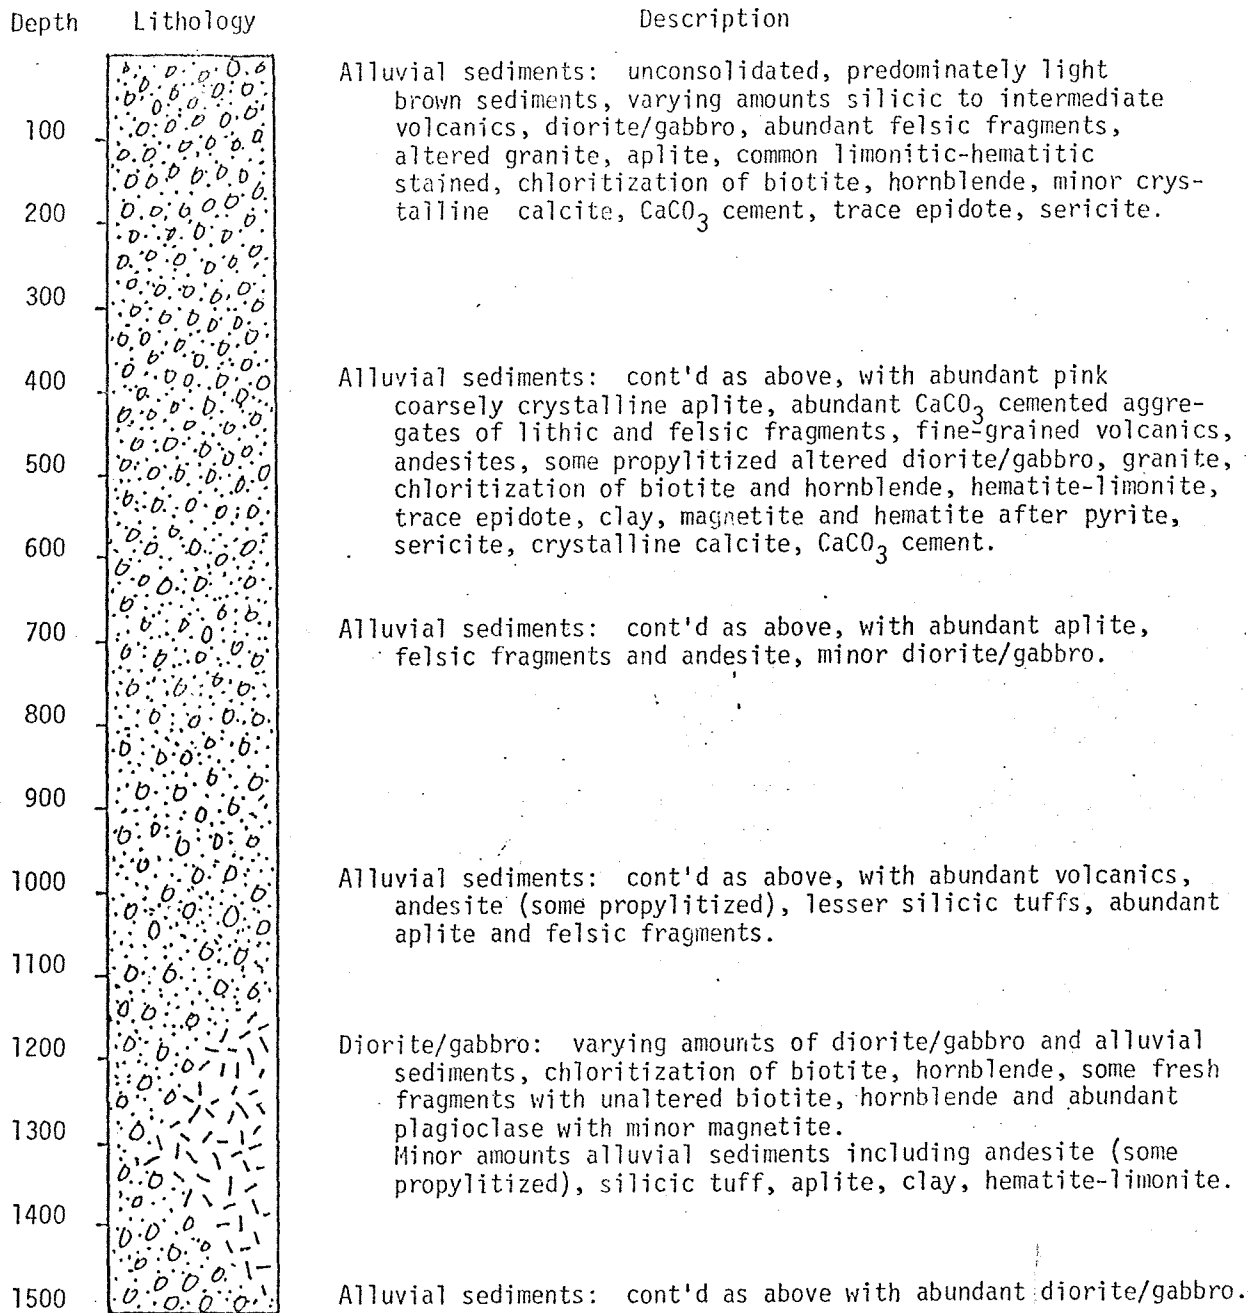 Depth Lithology Description
Alluvial sediments: unconsolidated, predominately light
brown sediments, varying amounts silicic to intermediate
100 volcanics, diorite/gabbro, abundant felsic fragments,
altered granite, aplite, common limonitic-hematitic
stained, chloritization of biotite, hornblende, minor crys-
200 talline calcite, CaCO3 cement, trace epidote, sericite.
300
400 Alluvial sediments: cont'd as above, with abundant pink
coarsely crystalline aplite, abundant CaCO3 cemented aggre-
gates of lithic and felsic fragments, fine-grained volcanics,
500 andesites, some propylitized altered diorite/gabbro, granite,
chloritization of biotite and hornblende, hematite-limonite,
trace epidote, clay, magnetite and hematite after pyrite,
600 sericite, crystalline calcite, CaCO3 cement.
700 Alluvial sediments: cont'd as above, with abundant aplite,
felsic fragments and andesite, minor diorite/gabbro.
800
900
1000 Alluvial sediments: cont'd as above, with abundant volcanics,
andesite (some propylitized), lesser silicic tuffs, abundant
aplite and felsic fragments.
1100
1200 Diorite/gabbro: varying amounts of diorite/gabbro and alluvial
sediments, chloritization of biotite, hornblende, some fresh
fragments with unaltered biotite, hornblende and abundant
1300 plagioclase with minor magnetite.
Minor amounts alluvial sediments including andesite (some
propylitized), silicic tuff, aplite, clay, hematite-limonite.
1400
1500 Alluvial sediments: cont'd as above with abundant diorite/gabbro.